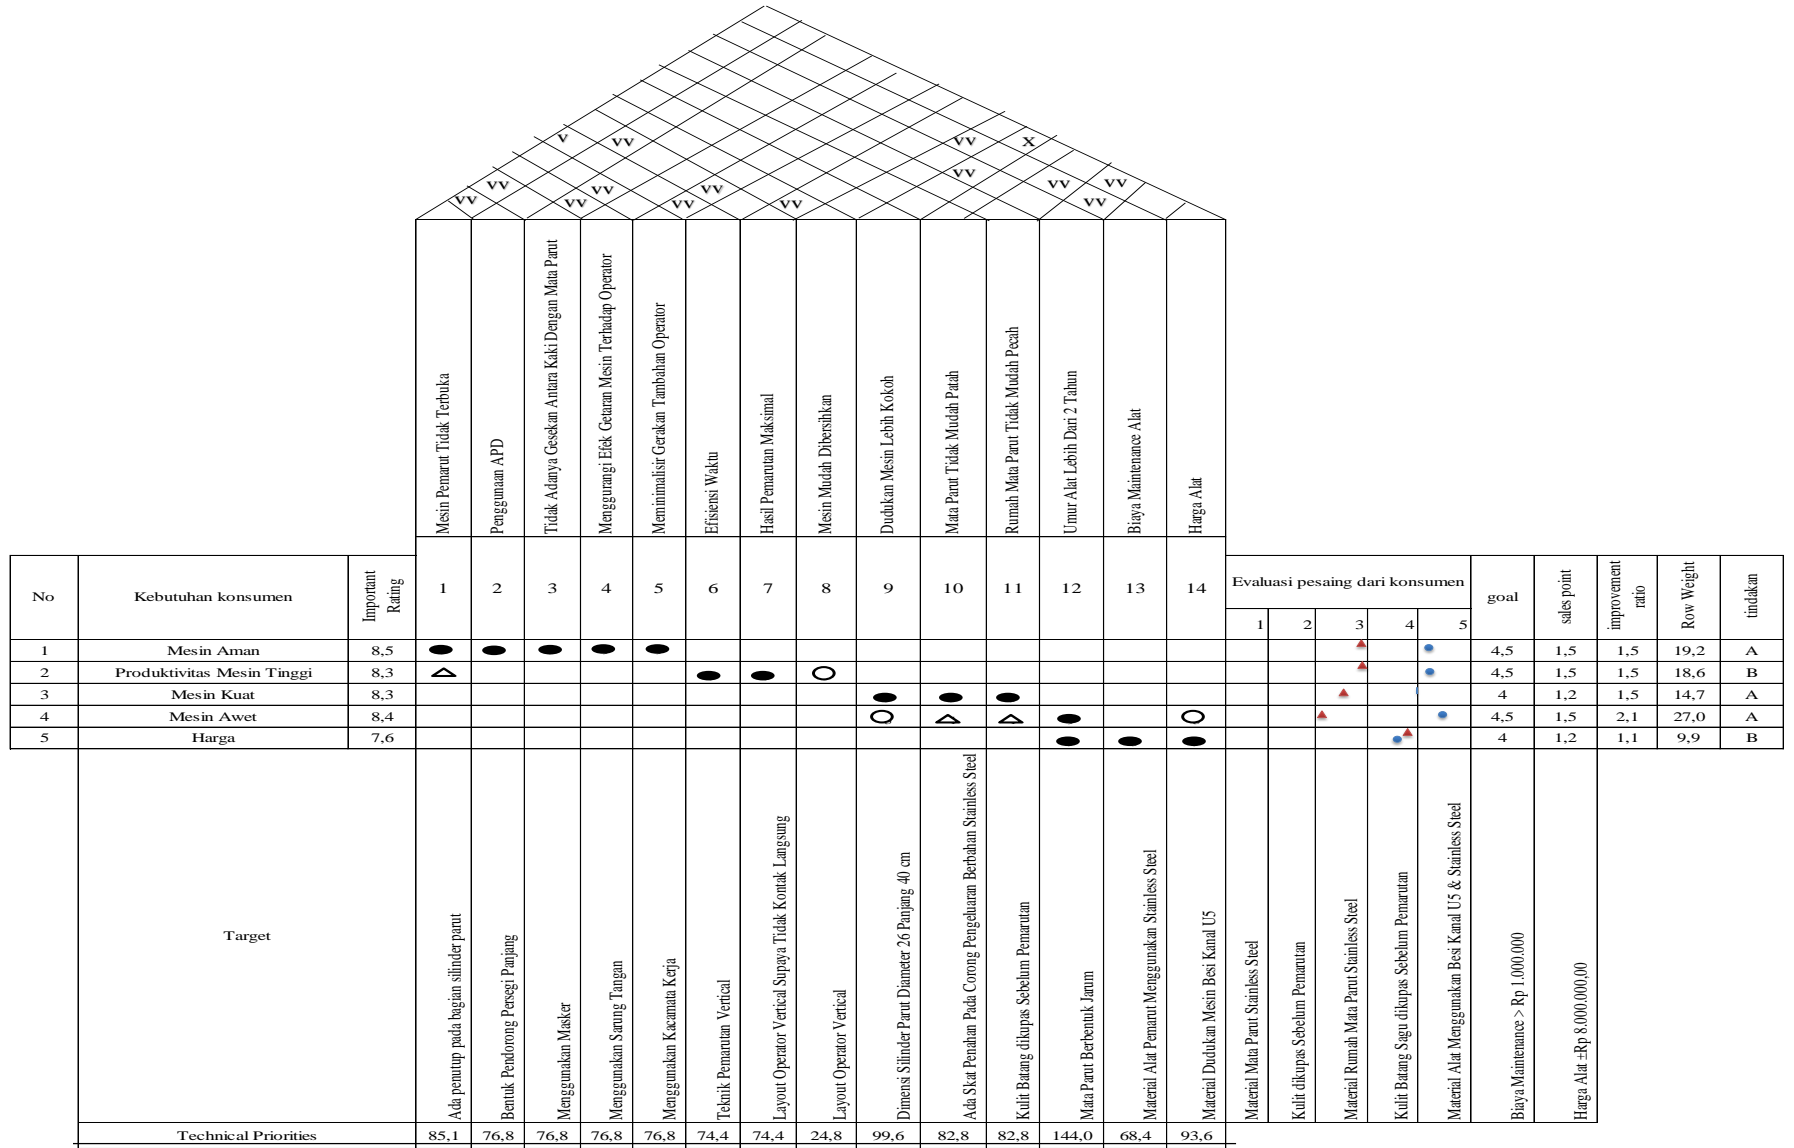 V VV VV X
VV VV VV VV VV VV VV
VV VV VV VV VV
Mesin Pemarut Tidak Terbuka
Penggunaan APD
Tidak Adanya Gesekan Antara Kaki Dengan Mata Parut
Menggurangi Efek Getaran Mesin Terhadap Operator
Meminimalisir Gerakan Tambahan Operator
Efisiensi Waktu
Hasil Pemarutan Maksimal
Mesin Mudah Dibersihkan
Dudukan Mesin Lebih Kokoh
Mata Parut Tidak Mudah Patah
Rumah Mata Parut Tidak Mudah Pecah
Umur Alat Lebih Dari 2 Tahun
Biaya Maintenance Alat
Harga Alat
No Kebutuhan konsumen Important Rating 1 2 3 4 5 6 7 8 9 10 11 12 13 14 Evaluasi pesaing dari konsumen goal sales point improvement ratio Row Weight tindakan
1 2 3 4 5
1 Mesin Aman 8,5 4,5 1,5 1,5 19,2 A
2 Produktivitas Mesin Tinggi 8,3 4,5 1,5 1,5 18,6 B
3 Mesin Kuat 8,3 4 1,2 1,5 14,7 A
4 Mesin Awet 8,4 4,5 1,5 2,1 27,0 A
5 Harga 7,6 4 1,2 1,1 9,9 B
Target
Ada penutup pada bagian silinder parut
Bentuk Pendorong Persegi Panjang
Menggunakan Masker
Menggunakan Sarung Tangan
Menggunakan Kacamata Kerja
Teknik Pemarutan Vertical
Layout Operator Vertical Supaya Tidak Kontak Langsung
Layout Operator Vertical
Dimensi Silinder Parut Diameter 26 Panjang 40 cm
Ada Skat Penahan Pada Corong Pengeluaran Berbahan Stainless Steel
Kulit Batang dikupas Sebelum Pemarutan
Mata Parut Berbentuk Jarum
Material Alat Pemarut Menggunakan Stainless Steel
Material Dudukan Mesin Besi Kanal U5
Material Mata Parut Stainless Steel
Kulit dikupas Sebelum Pemarutan
Material Rumah Mata Parut Stainless Steel
Kulit Batang Sagu dikupas Sebelum Pemarutan
Material Alat Menggunakan Besi Kanal U5 & Stainless Steel
Biaya Maintenance > Rp 1.000.000
Harga Alat ±Rp 8.000.000,00
Technical Priorities 85,1 76,8 76,8 76,8 76,8 74,4 74,4 24,8 99,6 82,8 82,8 144,0 68,4 93,6